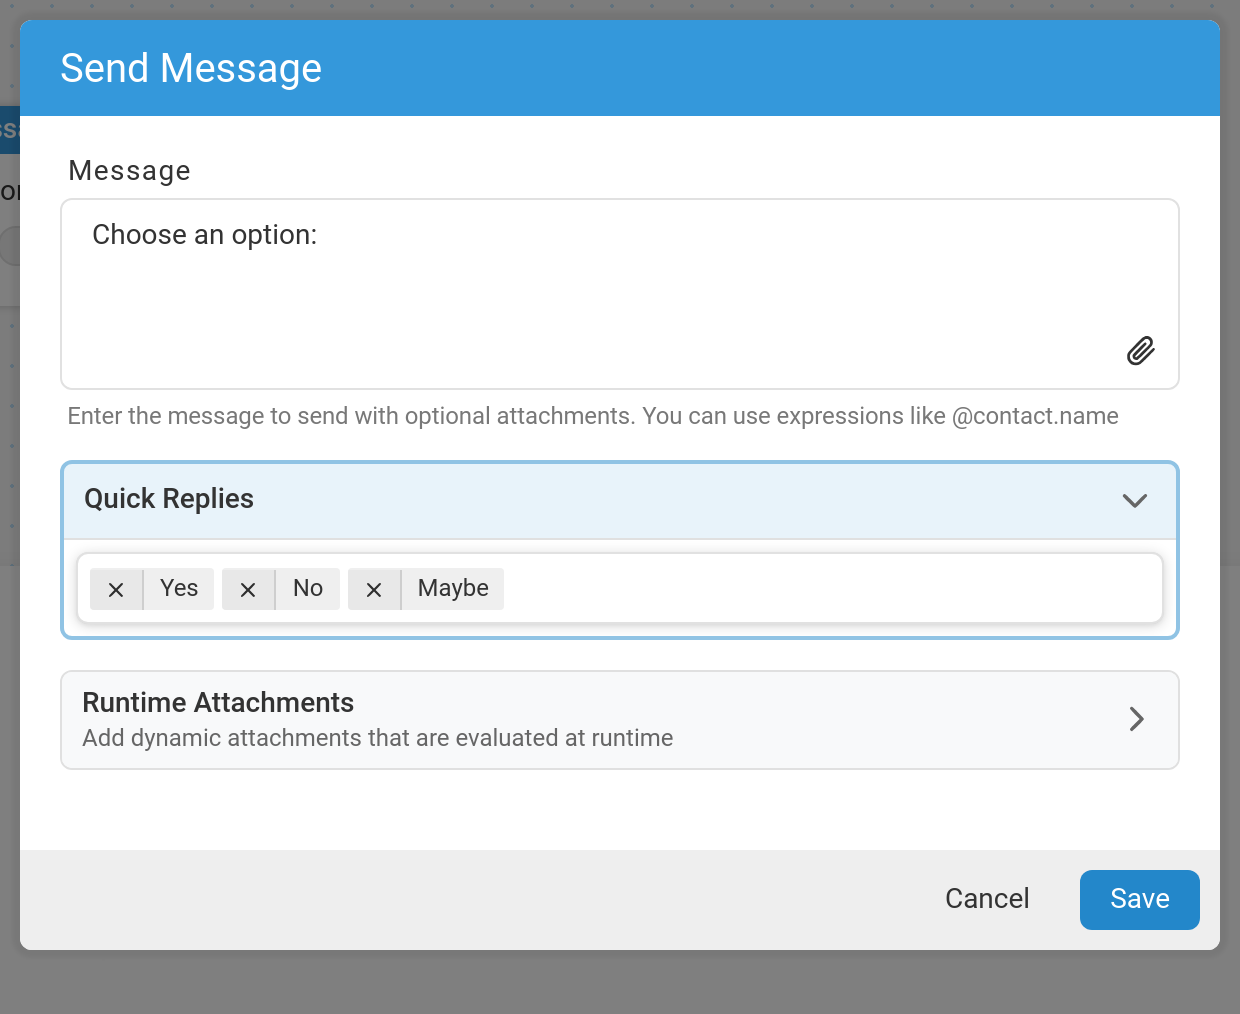 Send Message
Message
Choose an option:
Enter the message to send with optional attachments. You can use expressions like @contact.name
Quick Replies
Yes No Maybe
Runtime Attachments
Add dynamic attachments that are evaluated at runtime
Cancel Save